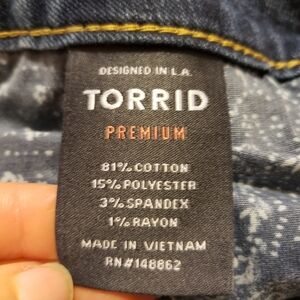 DESIGNED IN L.A.
TORRID
PREMIUM
81% COTTON
15% POLYESTER
3% SPANDEX
1% RAYON
MADE IN VIETNAM
RN#148862